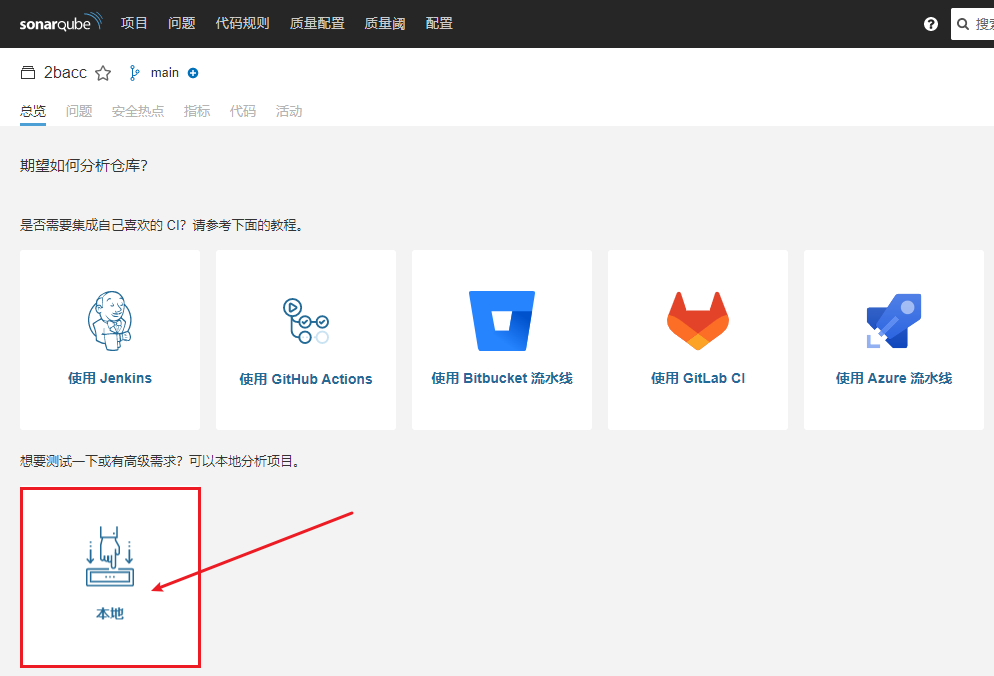 sonarqube 项目 问题 代码规则 质量配置 质量阈 配置 ? 搜索
2bacc main
总览 问题 安全热点 指标 代码 活动
期望如何分析仓库?
是否需要集成自己喜欢的 CI? 请参考下面的教程。
使用 Jenkins 使用 GitHub Actions 使用 Bitbucket 流水线 使用 GitLab CI 使用 Azure 流水线
想要测试一下或有高级需求? 可以本地分析项目。
本地